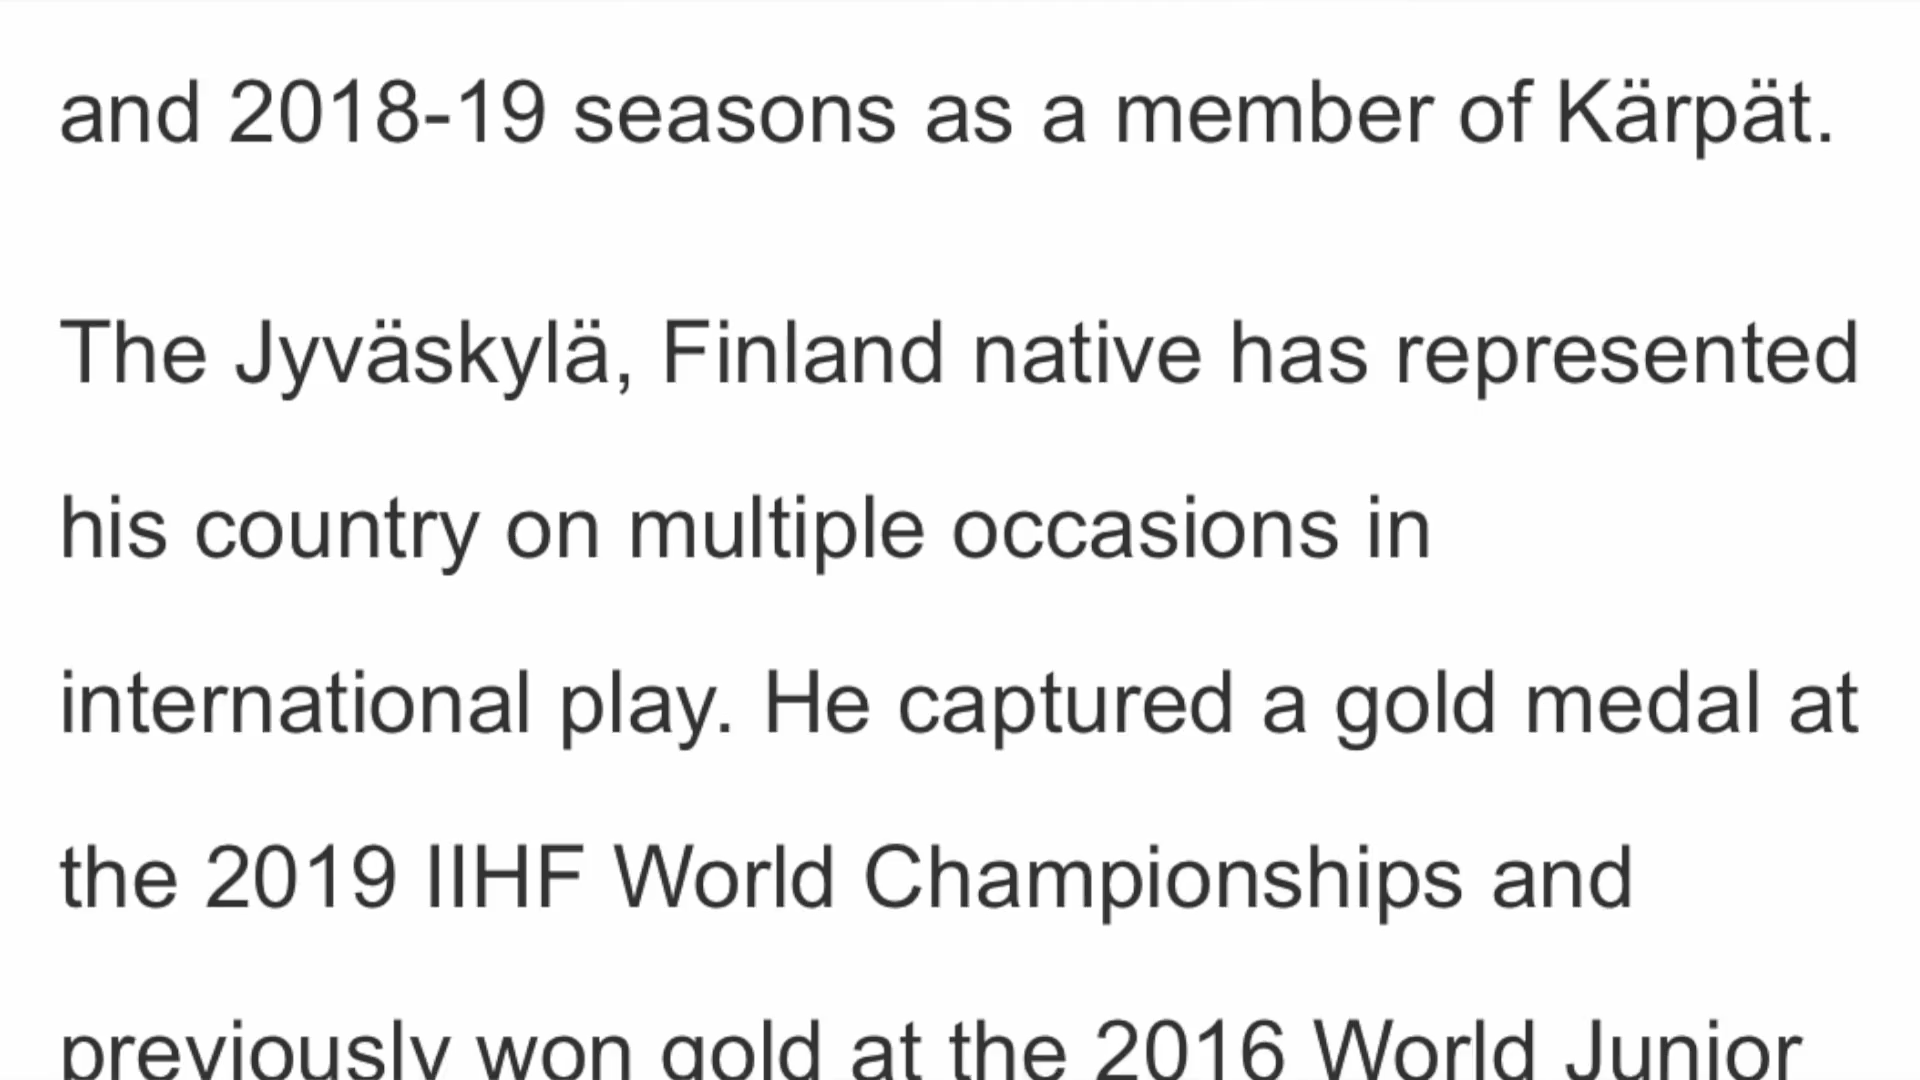 and 2018-19 seasons as a member of Kärpät.
The Jyväskylä, Finland native has represented
his country on multiple occasions in
international play. He captured a gold medal at
the 2019 IIHF World Championships and
previously won gold at the 2016 World Junior